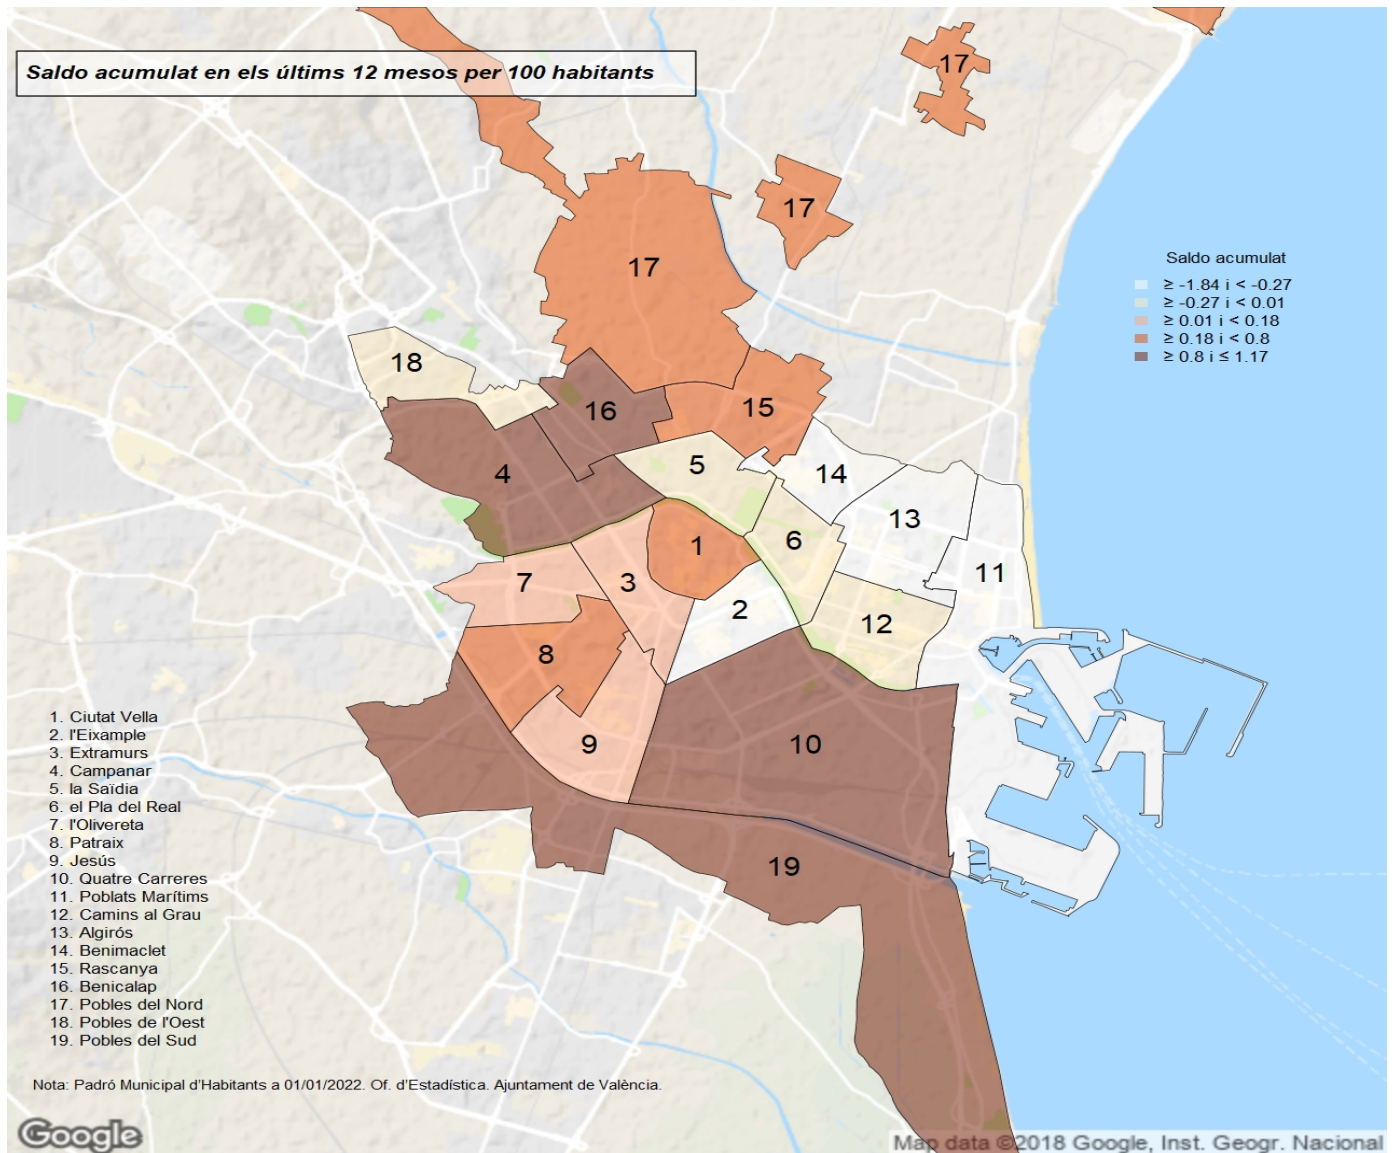 Saldo acumulat en els últims 12 mesos per 100 habitants
17
17
17
Saldo acumulat
≥ -1.84 i < -0.27
≥ -0.27 i < 0.01
≥ 0.01 i < 0.18
≥ 0.18 i < 0.8
≥ 0.8 i ≤ 1.17
18
16
15
4
5
14
13
1
6
11
7
3
2
12
8
9
10
19
1. Ciutat Vella
2. l'Eixample
3. Extramurs
4. Campanar
5. la Saïdia
6. el Pla del Real
7. l'Olivereta
8. Patraix
9. Jesús
10. Quatre Carreres
11. Poblats Marítims
12. Camins al Grau
13. Algirós
14. Benimaclet
15. Rascanya
16. Benicalap
17. Pobles del Nord
18. Pobles de l'Oest
19. Pobles del Sud
Nota: Padró Municipal d'Habitants a 01/01/2022. Of. d'Estadística. Ajuntament de València.
Google
Map data ©2018 Google, Inst. Geogr. Nacional